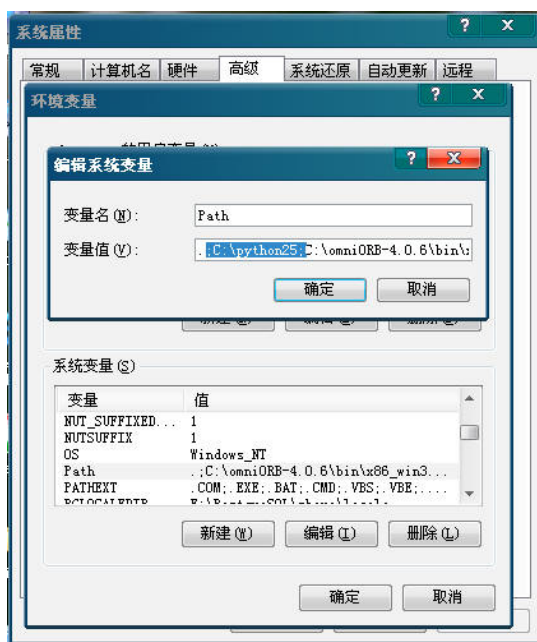 系统属性
常规 计算机名 硬件 高级 系统还原 自动更新 远程
环境变量
编辑系统变量
变量名(N): Path
变量值(V): .;C:\python25;C:\omniORB-4.0.6\bin\
确定 取消
系统变量(S)
变量 值
NUT_SUFFIXED... 1
NUTSUFFIX 1
OS Windows_NT
Path .;C:\omniORB-4.0.6\bin\x86_win3...
PATHEXT .COM;.EXE;.BAT;.CMD;.VBS;.VBE;....
新建(W) 编辑(I) 删除(L)
确定 取消